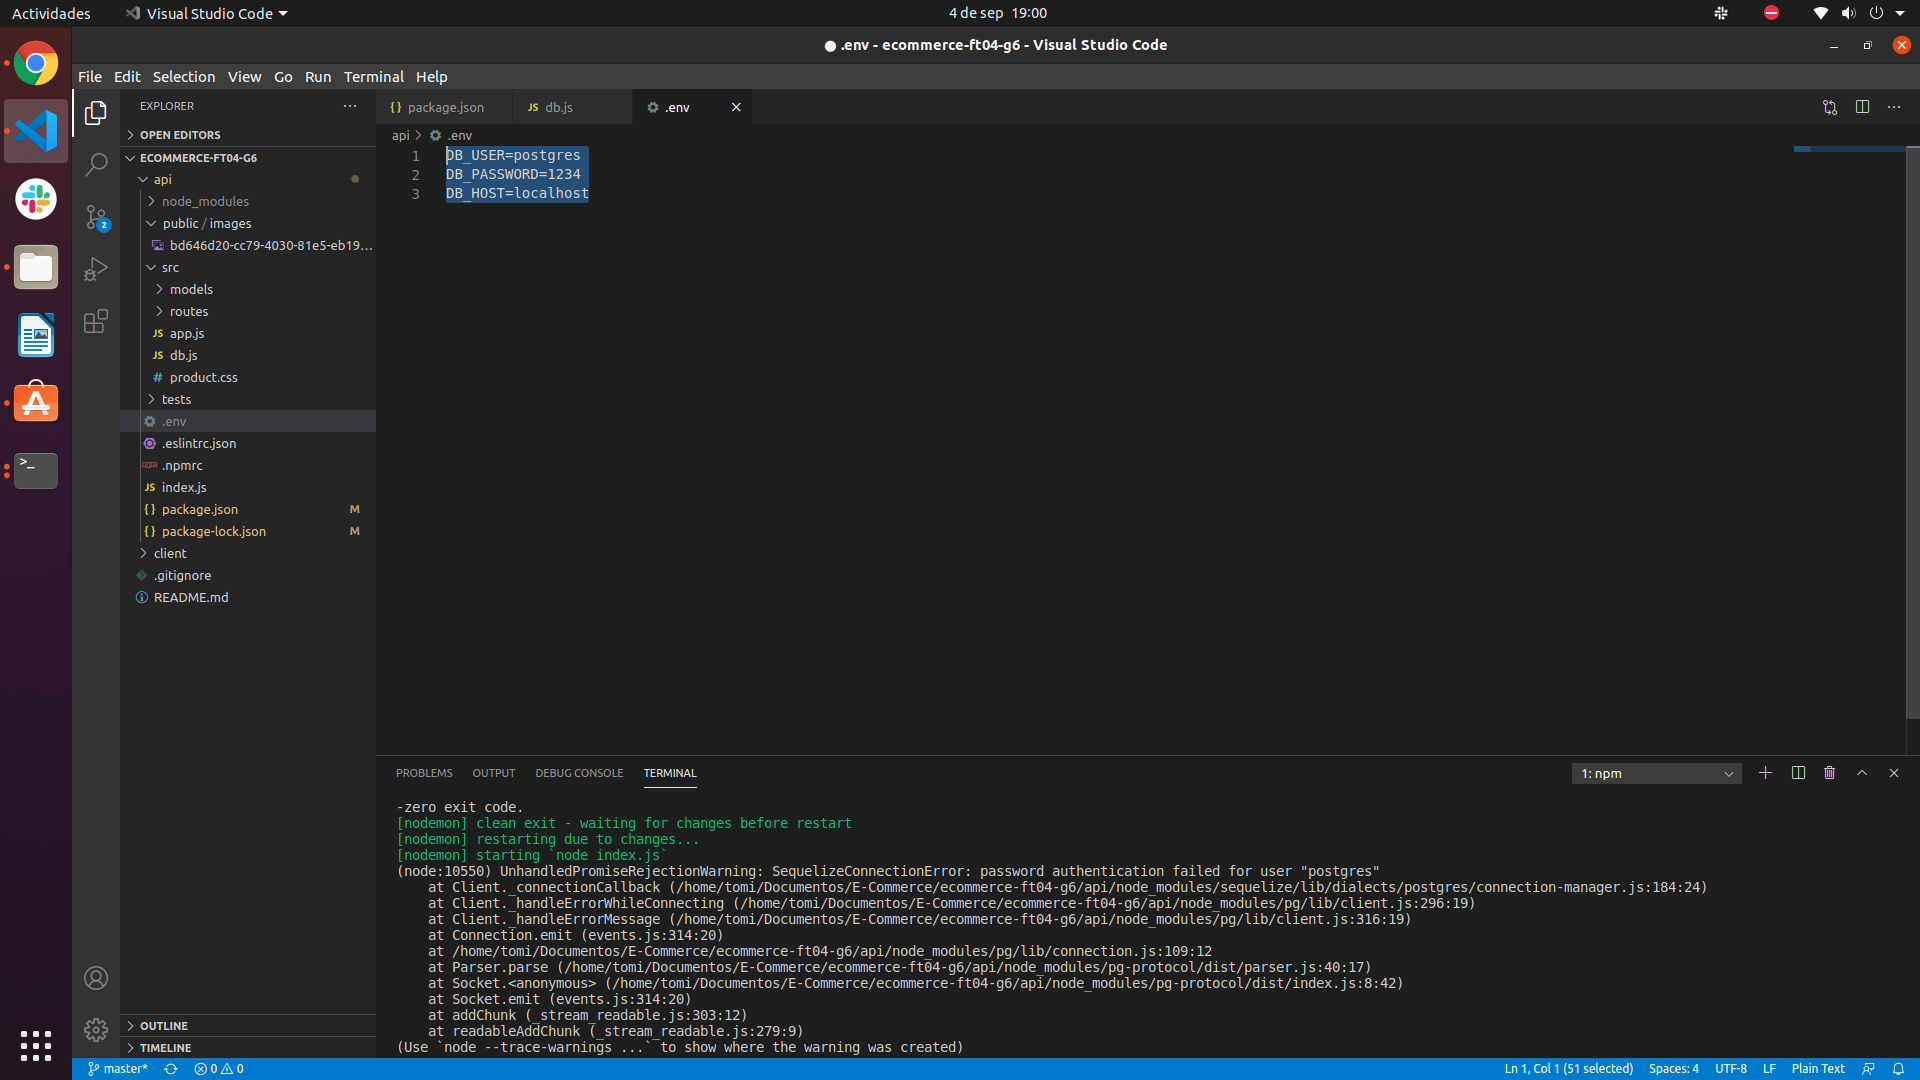 Actividades
Visual Studio Code
4 de sep 19:00
● .env - ecommerce-ft04-g6 - Visual Studio Code
File Edit Selection View Go Run Terminal Help
EXPLORER
OPEN EDITORS
ECOMMERCE-FT04-G6
api
node_modules
public / images
bd646d20-cc79-4030-81e5-eb19...
src
models
routes
JS app.js
JS db.js
# product.css
tests
.env
.eslintrc.json
.npmrc
JS index.js
{} package.json M
{} package-lock.json M
client
.gitignore
README.md
OUTLINE
TIMELINE
2
{} package.json
JS db.js
.env
api > .env
1 DB_USER=postgres
2 DB_PASSWORD=1234
3 DB_HOST=localhost
PROBLEMS OUTPUT DEBUG CONSOLE TERMINAL
1: npm
-zero exit code.
[nodemon] clean exit - waiting for changes before restart
[nodemon] restarting due to changes...
[nodemon] starting `node index.js`
(node:10550) UnhandledPromiseRejectionWarning: SequelizeConnectionError: password authentication failed for user "postgres"
at Client._connectionCallback (/home/tomi/Documentos/E-Commerce/ecommerce-ft04-g6/api/node_modules/sequelize/lib/dialects/postgres/connection-manager.js:184:24)
at Client._handleErrorWhileConnecting (/home/tomi/Documentos/E-Commerce/ecommerce-ft04-g6/api/node_modules/pg/lib/client.js:296:19)
at Client._handleErrorMessage (/home/tomi/Documentos/E-Commerce/ecommerce-ft04-g6/api/node_modules/pg/lib/client.js:316:19)
at Connection.emit (events.js:314:20)
at /home/tomi/Documentos/E-Commerce/ecommerce-ft04-g6/api/node_modules/pg/lib/connection.js:109:12
at Parser.parse (/home/tomi/Documentos/E-Commerce/ecommerce-ft04-g6/api/node_modules/pg-protocol/dist/parser.js:40:17)
at Socket.<anonymous> (/home/tomi/Documentos/E-Commerce/ecommerce-ft04-g6/api/node_modules/pg-protocol/dist/index.js:8:42)
at Socket.emit (events.js:314:20)
at addChunk (_stream_readable.js:303:12)
at readableAddChunk (_stream_readable.js:279:9)
(Use `node --trace-warnings ...` to show where the warning was created)
master* 0 0
Ln 1, Col 1 (51 selected) Spaces: 4 UTF-8 LF Plain Text